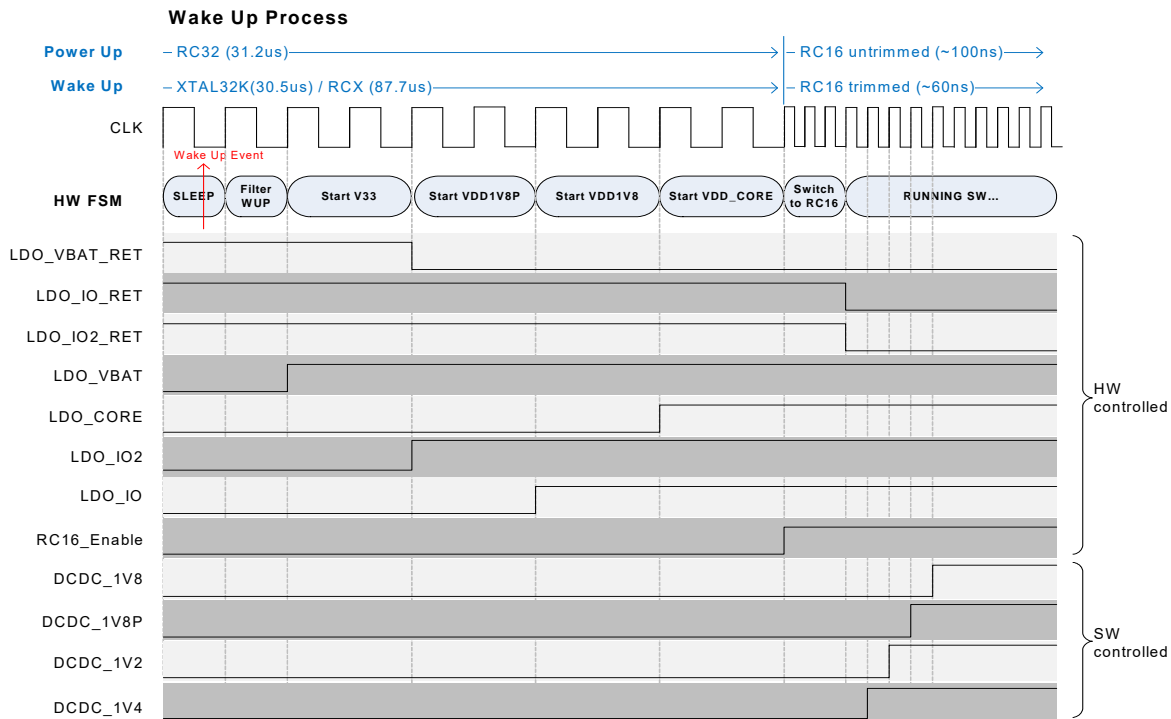 Wake Up Process
Power Up
RC32 (31.2us)
RC16 untrimmed (~100ns)
Wake Up
XTAL32K(30.5us) / RCX (87.7us)
RC16 trimmed (~60ns)
CLK
Wake Up Event
HW FSM
SLEEP
Filter
WUP
Start V33
Start VDD1V8P
Start VDD1V8
Start VDD_CORE
Switch
to RC16
RUNNING SW...
LDO_VBAT_RET
LDO_IO_RET
LDO_IO2_RET
LDO_VBAT
LDO_CORE
LDO_IO2
LDO_IO
RC16_Enable
HW
controlled
DCDC_1V8
DCDC_1V8P
DCDC_1V2
DCDC_1V4
SW
controlled